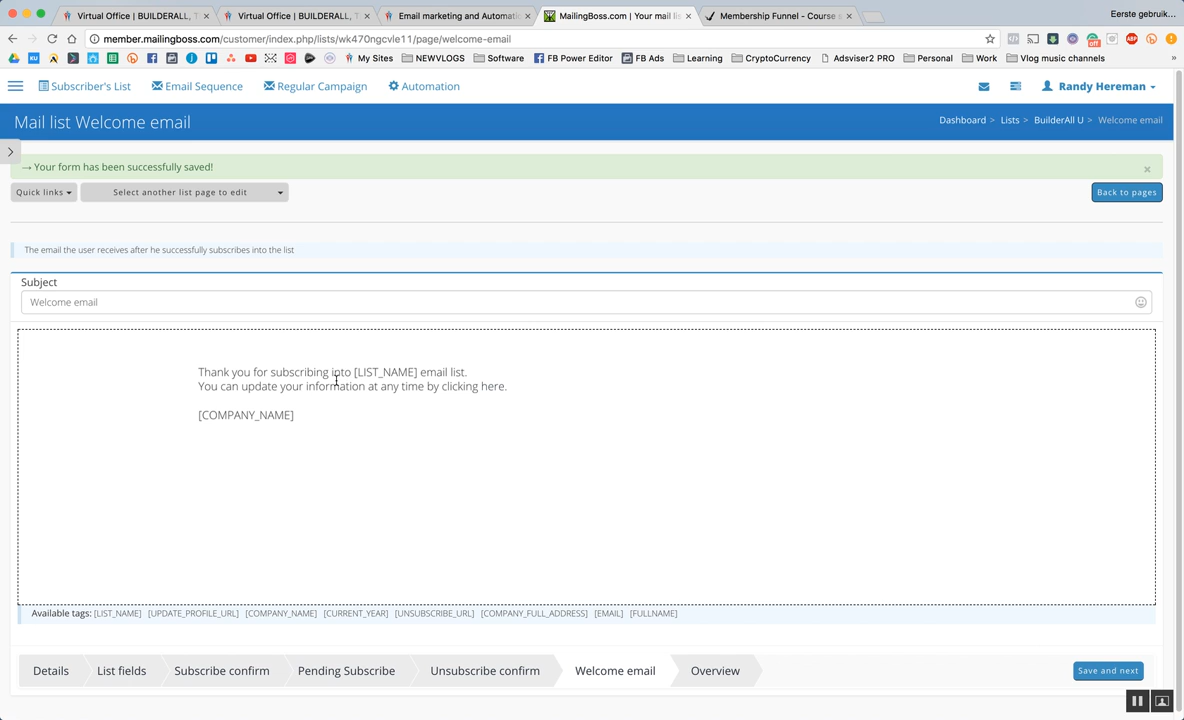 Virtual Office | BUILDERALL, T
Virtual Office | BUILDERALL, T
Email marketing and Automatic
MailingBoss.com | Your mail lis
Membership Funnel - Course s
Eerste gebruik...
member.mailingboss.com/customer/index.php/lists/wk470ngcvle11/page/welcome-email
My Sites
NEWVLOGS
Software
FB Power Editor
FB Ads
Learning
CryptoCurrency
Adviser2 PRO
Personal
Work
Vlog music channels
»
Subscriber's List
Email Sequence
Regular Campaign
Automation
Randy Hereman
Mail list Welcome email
Dashboard > Lists > BuilderAll U > Welcome email
→ Your form has been successfully saved!
×
Quick links
Select another list page to edit
Back to pages
The email the user receives after he successfully subscribes into the list
Subject
Welcome email
Thank you for subscribing into [LIST_NAME] email list.
You can update your information at any time by clicking here.
[COMPANY_NAME]
Available tags: [LIST_NAME] [UPDATE_PROFILE_URL] [COMPANY_NAME] [CURRENT_YEAR] [UNSUBSCRIBE_URL] [COMPANY_FULL_ADDRESS] [EMAIL] [FULLNAME]
Details
List fields
Subscribe confirm
Pending Subscribe
Unsubscribe confirm
Welcome email
Overview
Save and next